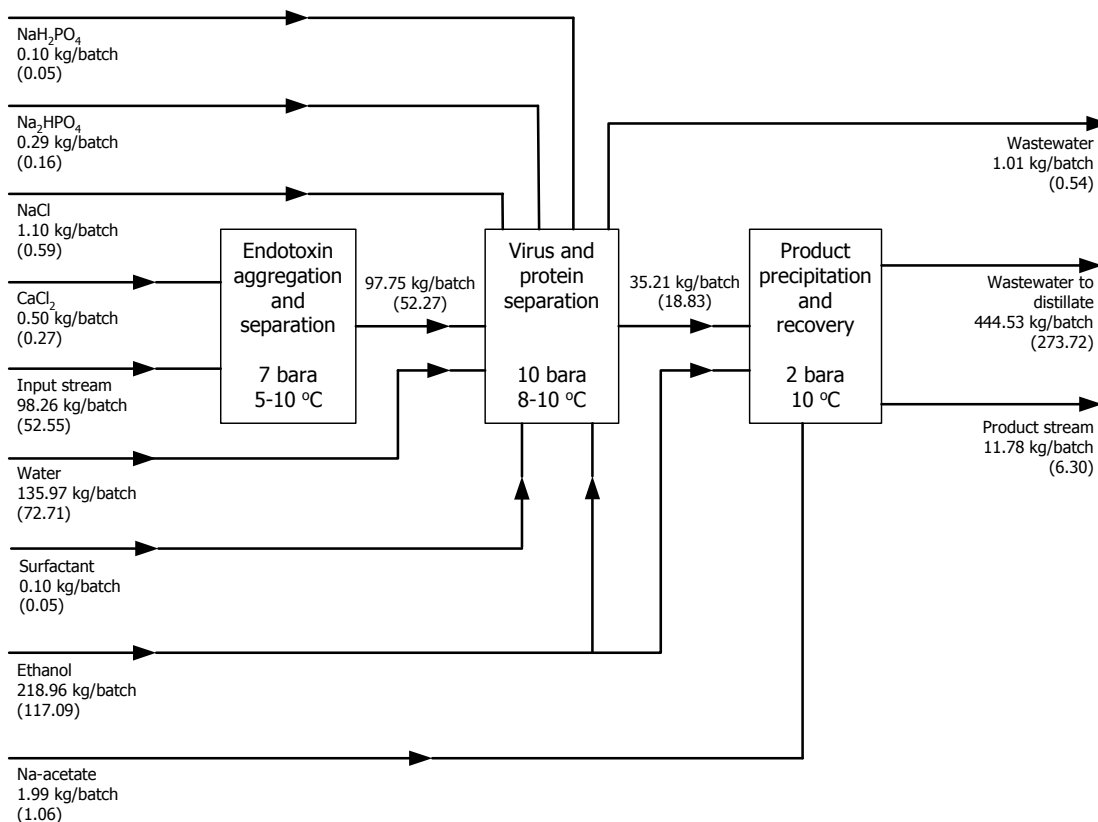 NaH₂PO₄
0.10 kg/batch
(0.05)
Na₂HPO₄
0.29 kg/batch
(0.16)
NaCl
1.10 kg/batch
(0.59)
CaCl₂
0.50 kg/batch
(0.27)
Input stream
98.26 kg/batch
(52.55)
Water
135.97 kg/batch
(72.71)
Surfactant
0.10 kg/batch
(0.05)
Ethanol
218.96 kg/batch
(117.09)
Na-acetate
1.99 kg/batch
(1.06)
Endotoxin
aggregation
and
separation
7 bara
5-10 °C
97.75 kg/batch
(52.27)
Virus and
protein
separation
10 bara
8-10 °C
35.21 kg/batch
(18.83)
Product
precipitation
and
recovery
2 bara
10 °C
Wastewater
1.01 kg/batch
(0.54)
Wastewater to
distillate
444.53 kg/batch
(273.72)
Product stream
11.78 kg/batch
(6.30)